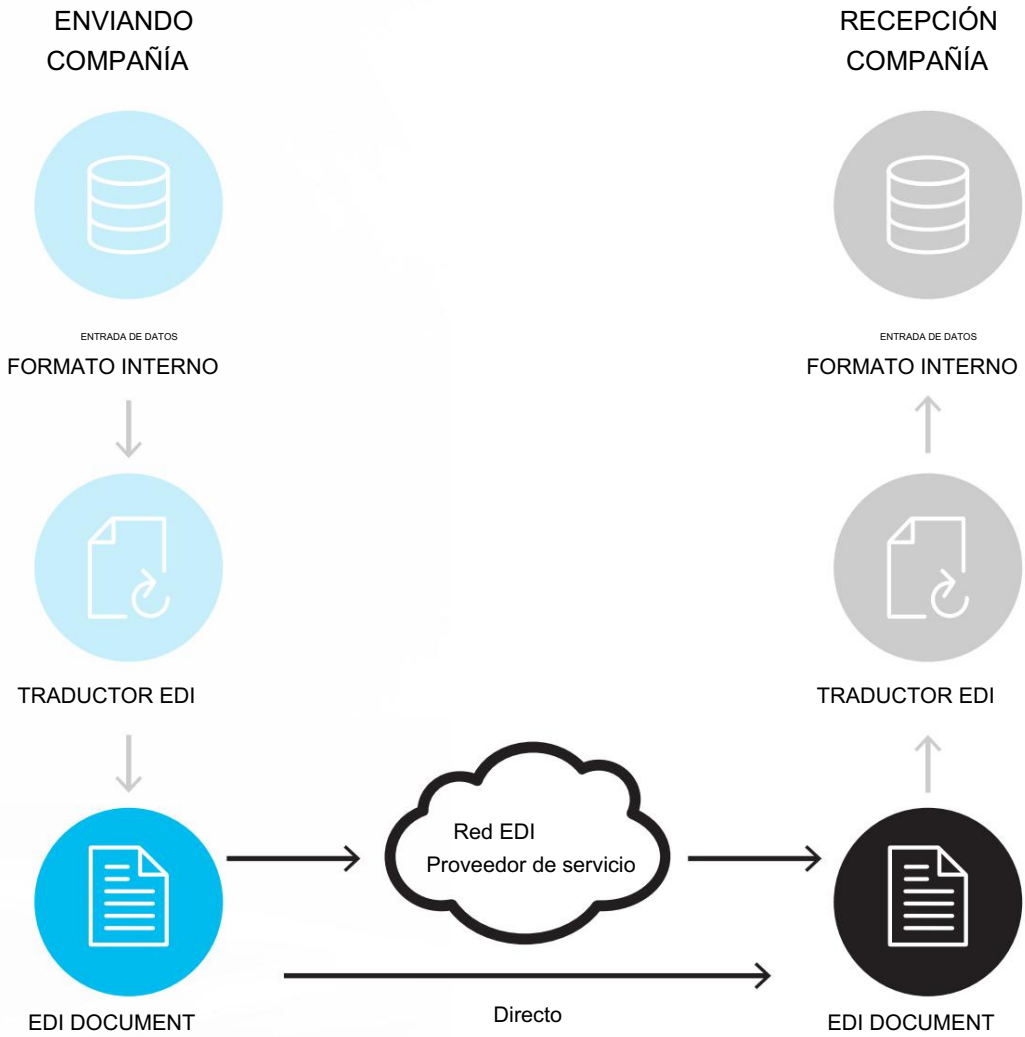 ENVIANDO
COMPAÑÍA
RECEPCIÓN
COMPAÑÍA
ENTRADA DE DATOS
FORMATO INTERNO
ENTRADA DE DATOS
FORMATO INTERNO
TRADUCTOR EDI
TRADUCTOR EDI
Red EDI
Proveedor de servicio
Directo
EDI DOCUMENT
EDI DOCUMENT